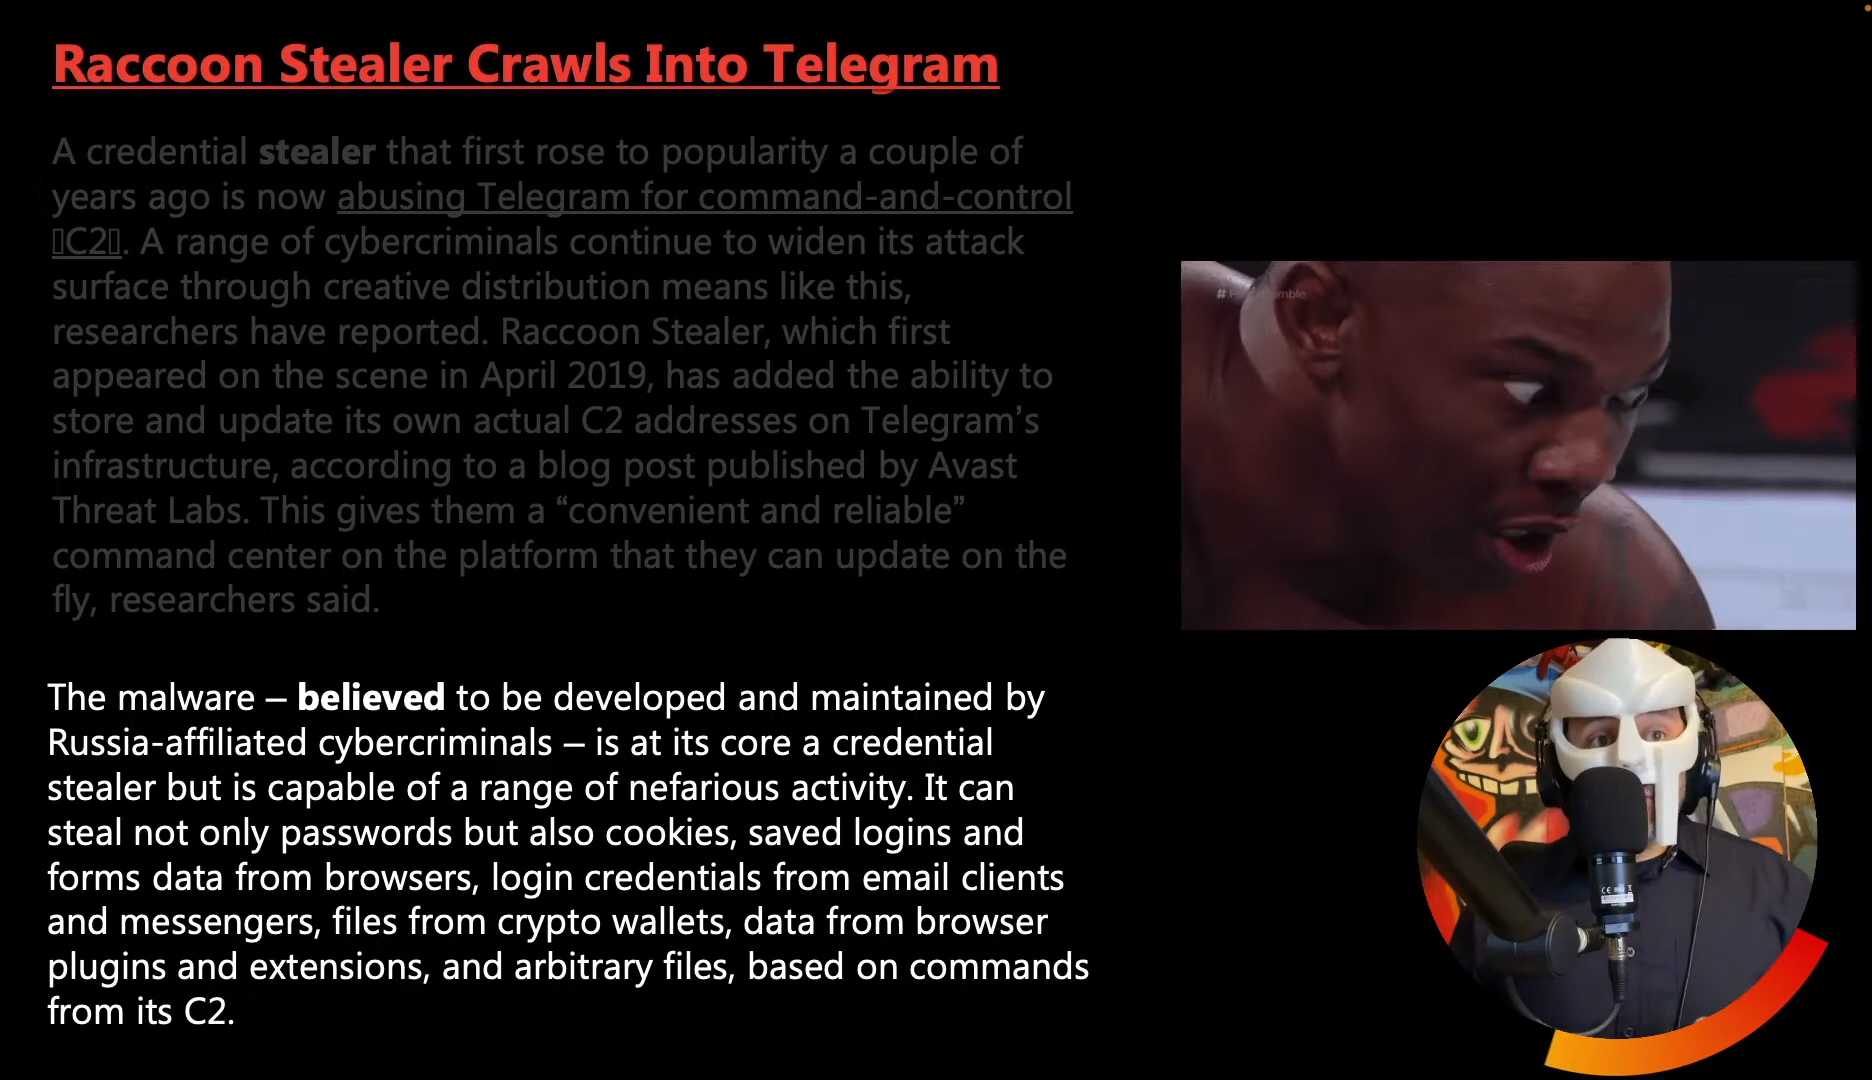 Raccoon Stealer Crawls Into Telegram
A credential stealer that first rose to popularity a couple of
years ago is now abusing Telegram for command-and-control
C2. A range of cybercriminals continue to widen its attack
surface through creative distribution means like this,
researchers have reported. Raccoon Stealer, which first
appeared on the scene in April 2019, has added the ability to
store and update its own actual C2 addresses on Telegram’s
infrastructure, according to a blog post published by Avast
Threat Labs. This gives them a “convenient and reliable”
command center on the platform that they can update on the
fly, researchers said.
The malware – believed to be developed and maintained by
Russia-affiliated cybercriminals – is at its core a credential
stealer but is capable of a range of nefarious activity. It can
steal not only passwords but also cookies, saved logins and
forms data from browsers, login credentials from email clients
and messengers, files from crypto wallets, data from browser
plugins and extensions, and arbitrary files, based on commands
from its C2.